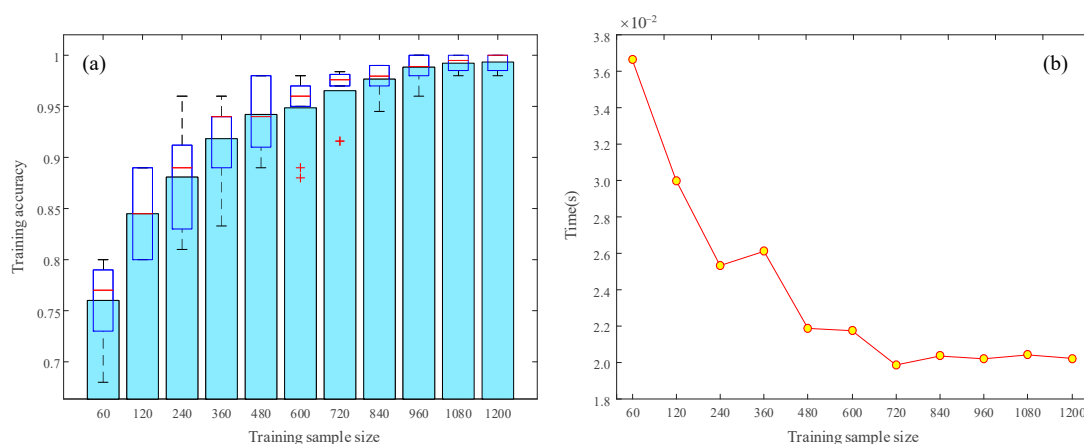 (a)
1
0.95
0.9
0.85
0.8
0.75
0.7
Training accuracy
60 120 240 360 480 600 720 840 960 1080 1200
Training sample size
×10⁻²
(b)
3.8
3.6
3.4
3.2
3.0
2.8
2.6
2.4
2.2
2.0
1.8
Time(s)
60 120 240 360 480 600 720 840 960 1080 1200
Training sample size